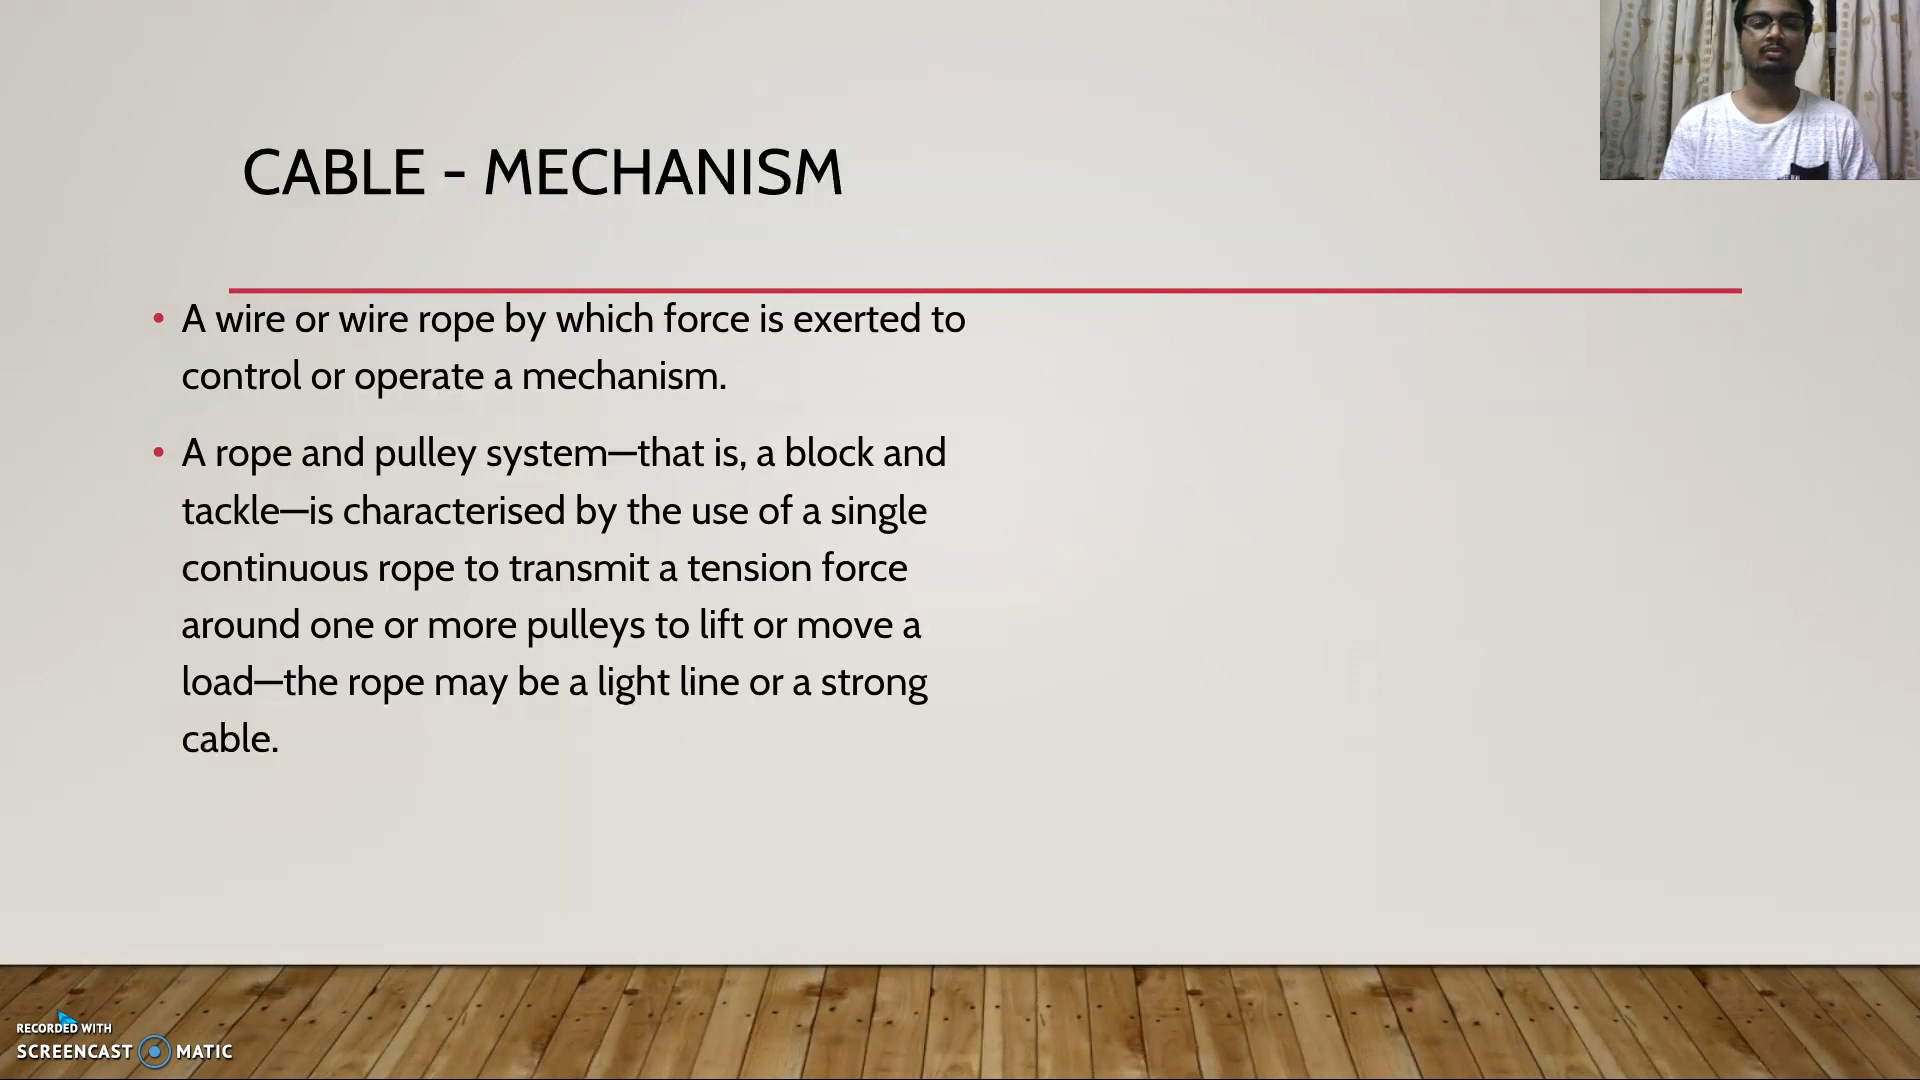 CABLE - MECHANISM
• A wire or wire rope by which force is exerted to
control or operate a mechanism.
• A rope and pulley system—that is, a block and
tackle—is characterised by the use of a single
continuous rope to transmit a tension force
around one or more pulleys to lift or move a
load—the rope may be a light line or a strong
cable.
RECORDED WITH
SCREENCAST MATIC